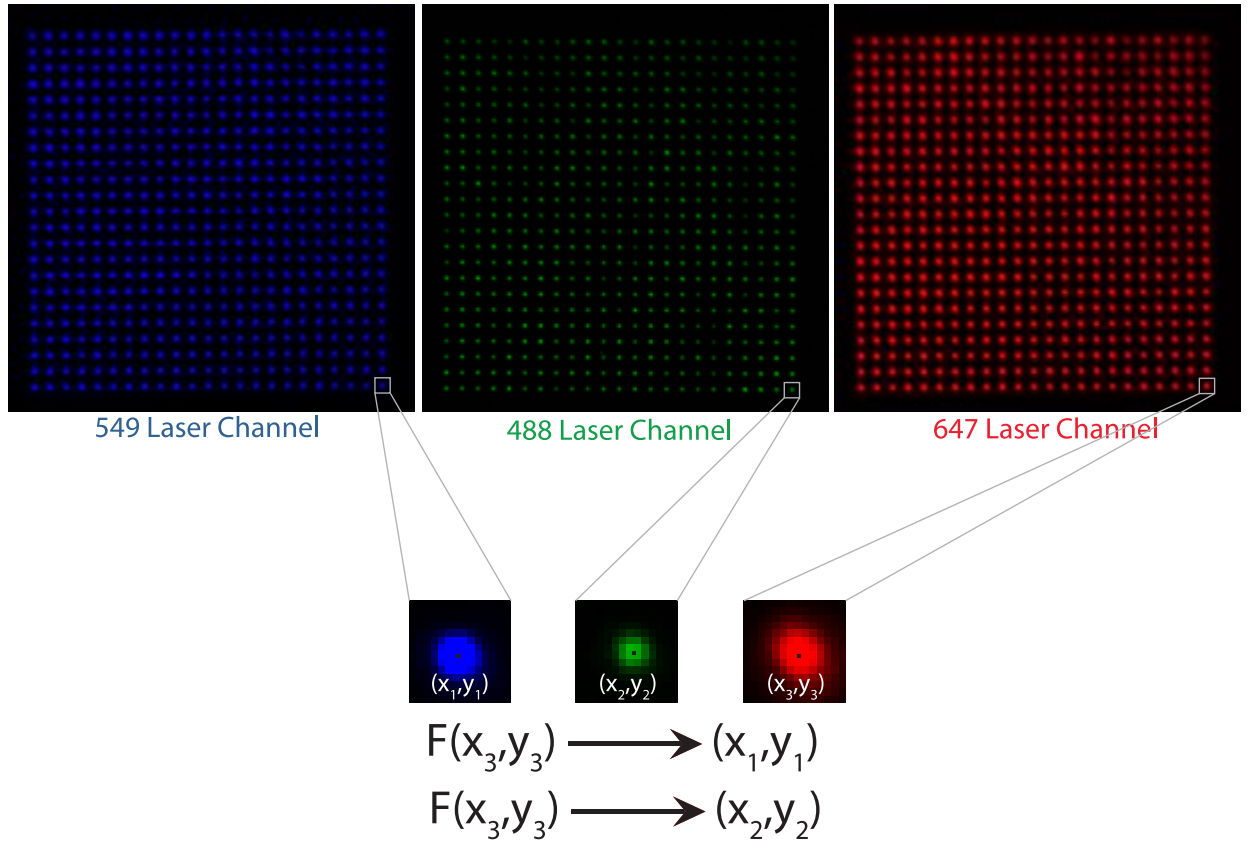 549 Laser Channel
488 Laser Channel
647 Laser Channel
(x₁,y₁)
(x₂,y₂)
(x₃,y₃)
F(x₃,y₃) ⟶ (x₁,y₁)
F(x₃,y₃) ⟶ (x₂,y₂)